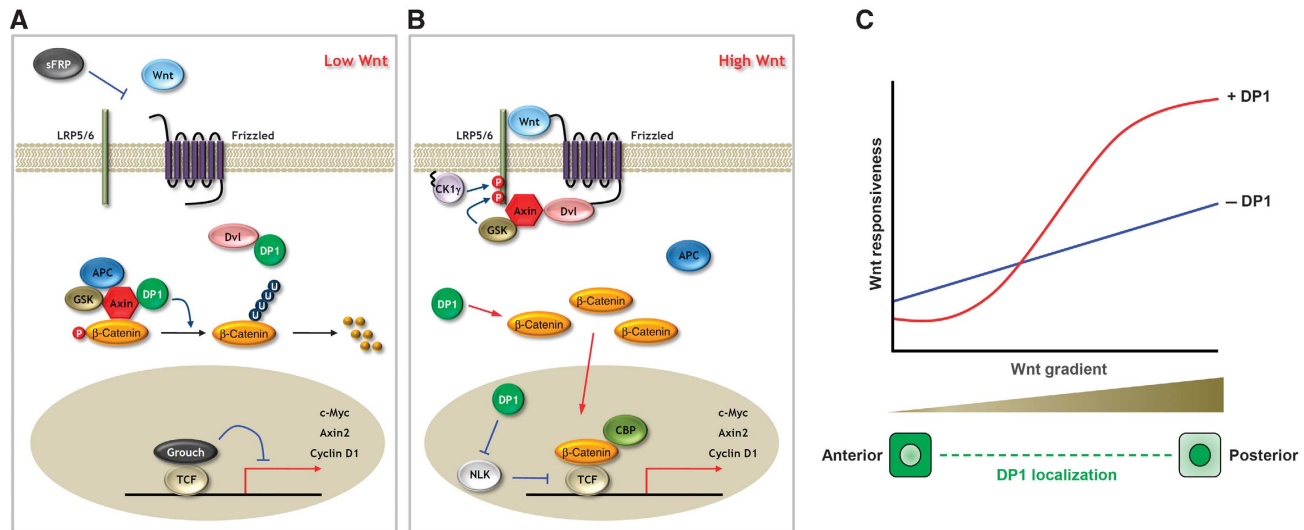 A
Low Wnt
sFRP
Wnt
LRP5/6
Frizzled
Dvl
DP1
APC
GSK
Axin
DP1
P
β-Catenin
U
U
U
U
U
β-Catenin
c-Myc
Axin2
Cyclin D1
Grouch
TCF
B
High Wnt
LRP5/6
Wnt
Frizzled
CK1γ
P
P
Axin
Dvl
GSK
APC
DP1
β-Catenin
β-Catenin
β-Catenin
DP1
CBP
β-Catenin
NLK
TCF
c-Myc
Axin2
Cyclin D1
C
Wnt responsiveness
+ DP1
– DP1
Wnt gradient
Anterior
Posterior
DP1 localization